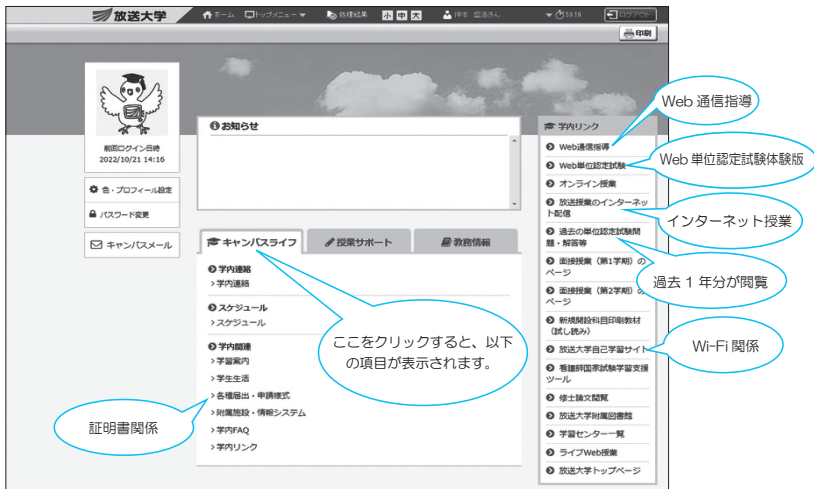 放送大学
ホーム
トップメニュー
処理結果
小 中 大
59:19
ログアウト
印刷
前回ログイン日時
2022/10/21 14:16
色・プロフィール設定
パスワード変更
キャンパスメール
お知らせ
キャンパスライフ
授業サポート
教務情報
学内連絡
学内連絡
スケジュール
スケジュール
学内関連
学習案内
学生生活
各種届出・申請様式
附属施設・情報システム
学内FAQ
学内リンク
ここをクリックすると、以下
の項目が表示されます。
証明書関係
学内リンク
Web通信指導
Web単位認定試験
オンライン授業
放送授業のインターネッ
ト配信
過去の単位認定試験問
題・解答等
面接授業（第1学期）の
ページ
面接授業（第2学期）の
ページ
新規開設科目印刷教材
（試し読み）
放送大学自己学習サイト
看護師国家試験学習支援
ツール
修士論文閲覧
放送大学附属図書館
学習センター一覧
ライブWeb授業
放送大学トップページ
Web 通信指導
Web 単位認定試験体験版
インターネット授業
過去 1 年分が閲覧
Wi-Fi 関係